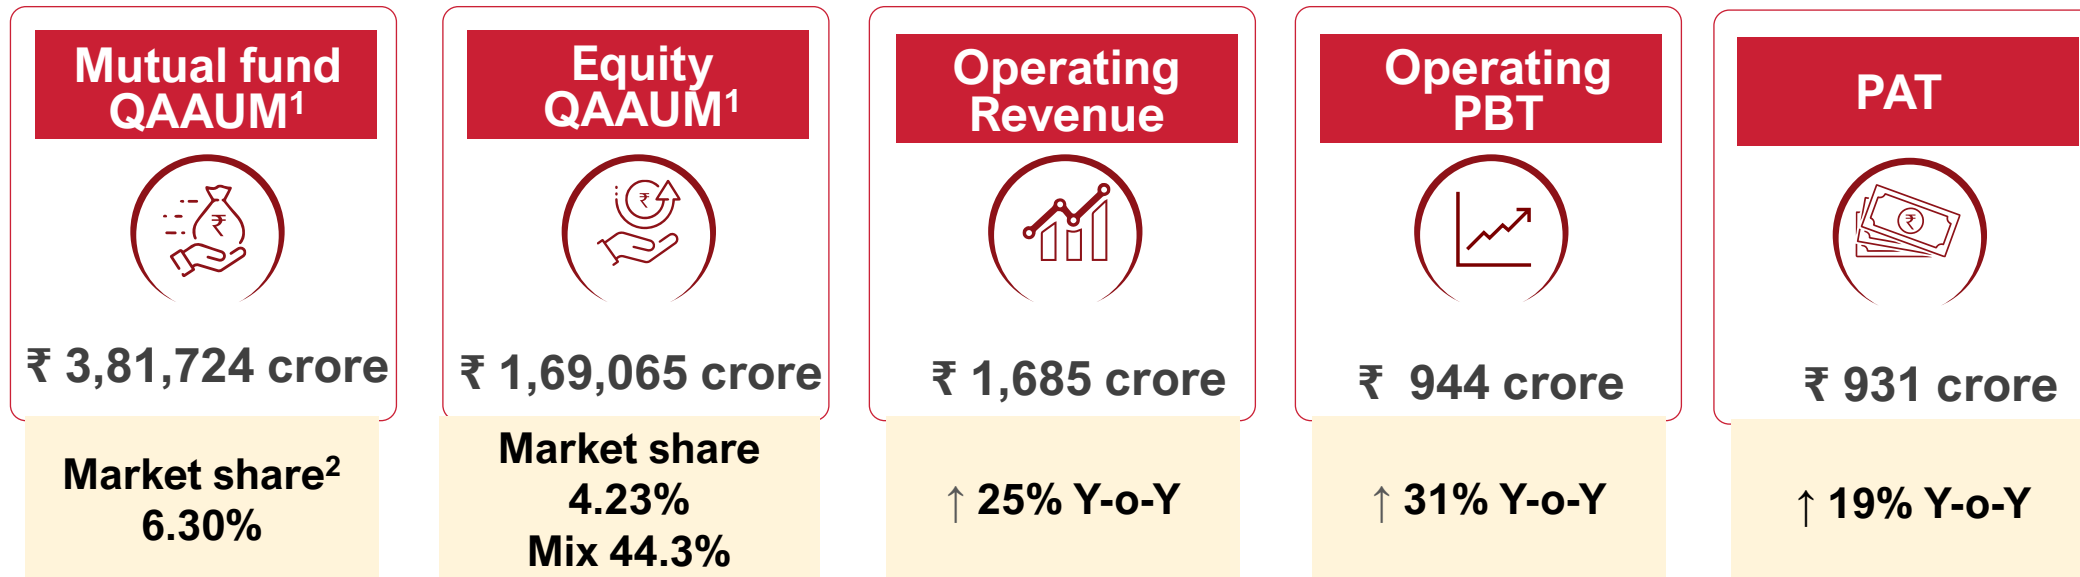 Mutual fund
QAAUM¹
₹
₹ 3,81,724 crore
Market share²
6.30%
Equity
QAAUM¹
₹
₹ 1,69,065 crore
Market share
4.23%
Mix 44.3%
Operating
Revenue
₹ 1,685 crore
↑ 25% Y-o-Y
Operating
PBT
₹ 944 crore
↑ 31% Y-o-Y
PAT
₹
₹ 931 crore
↑ 19% Y-o-Y